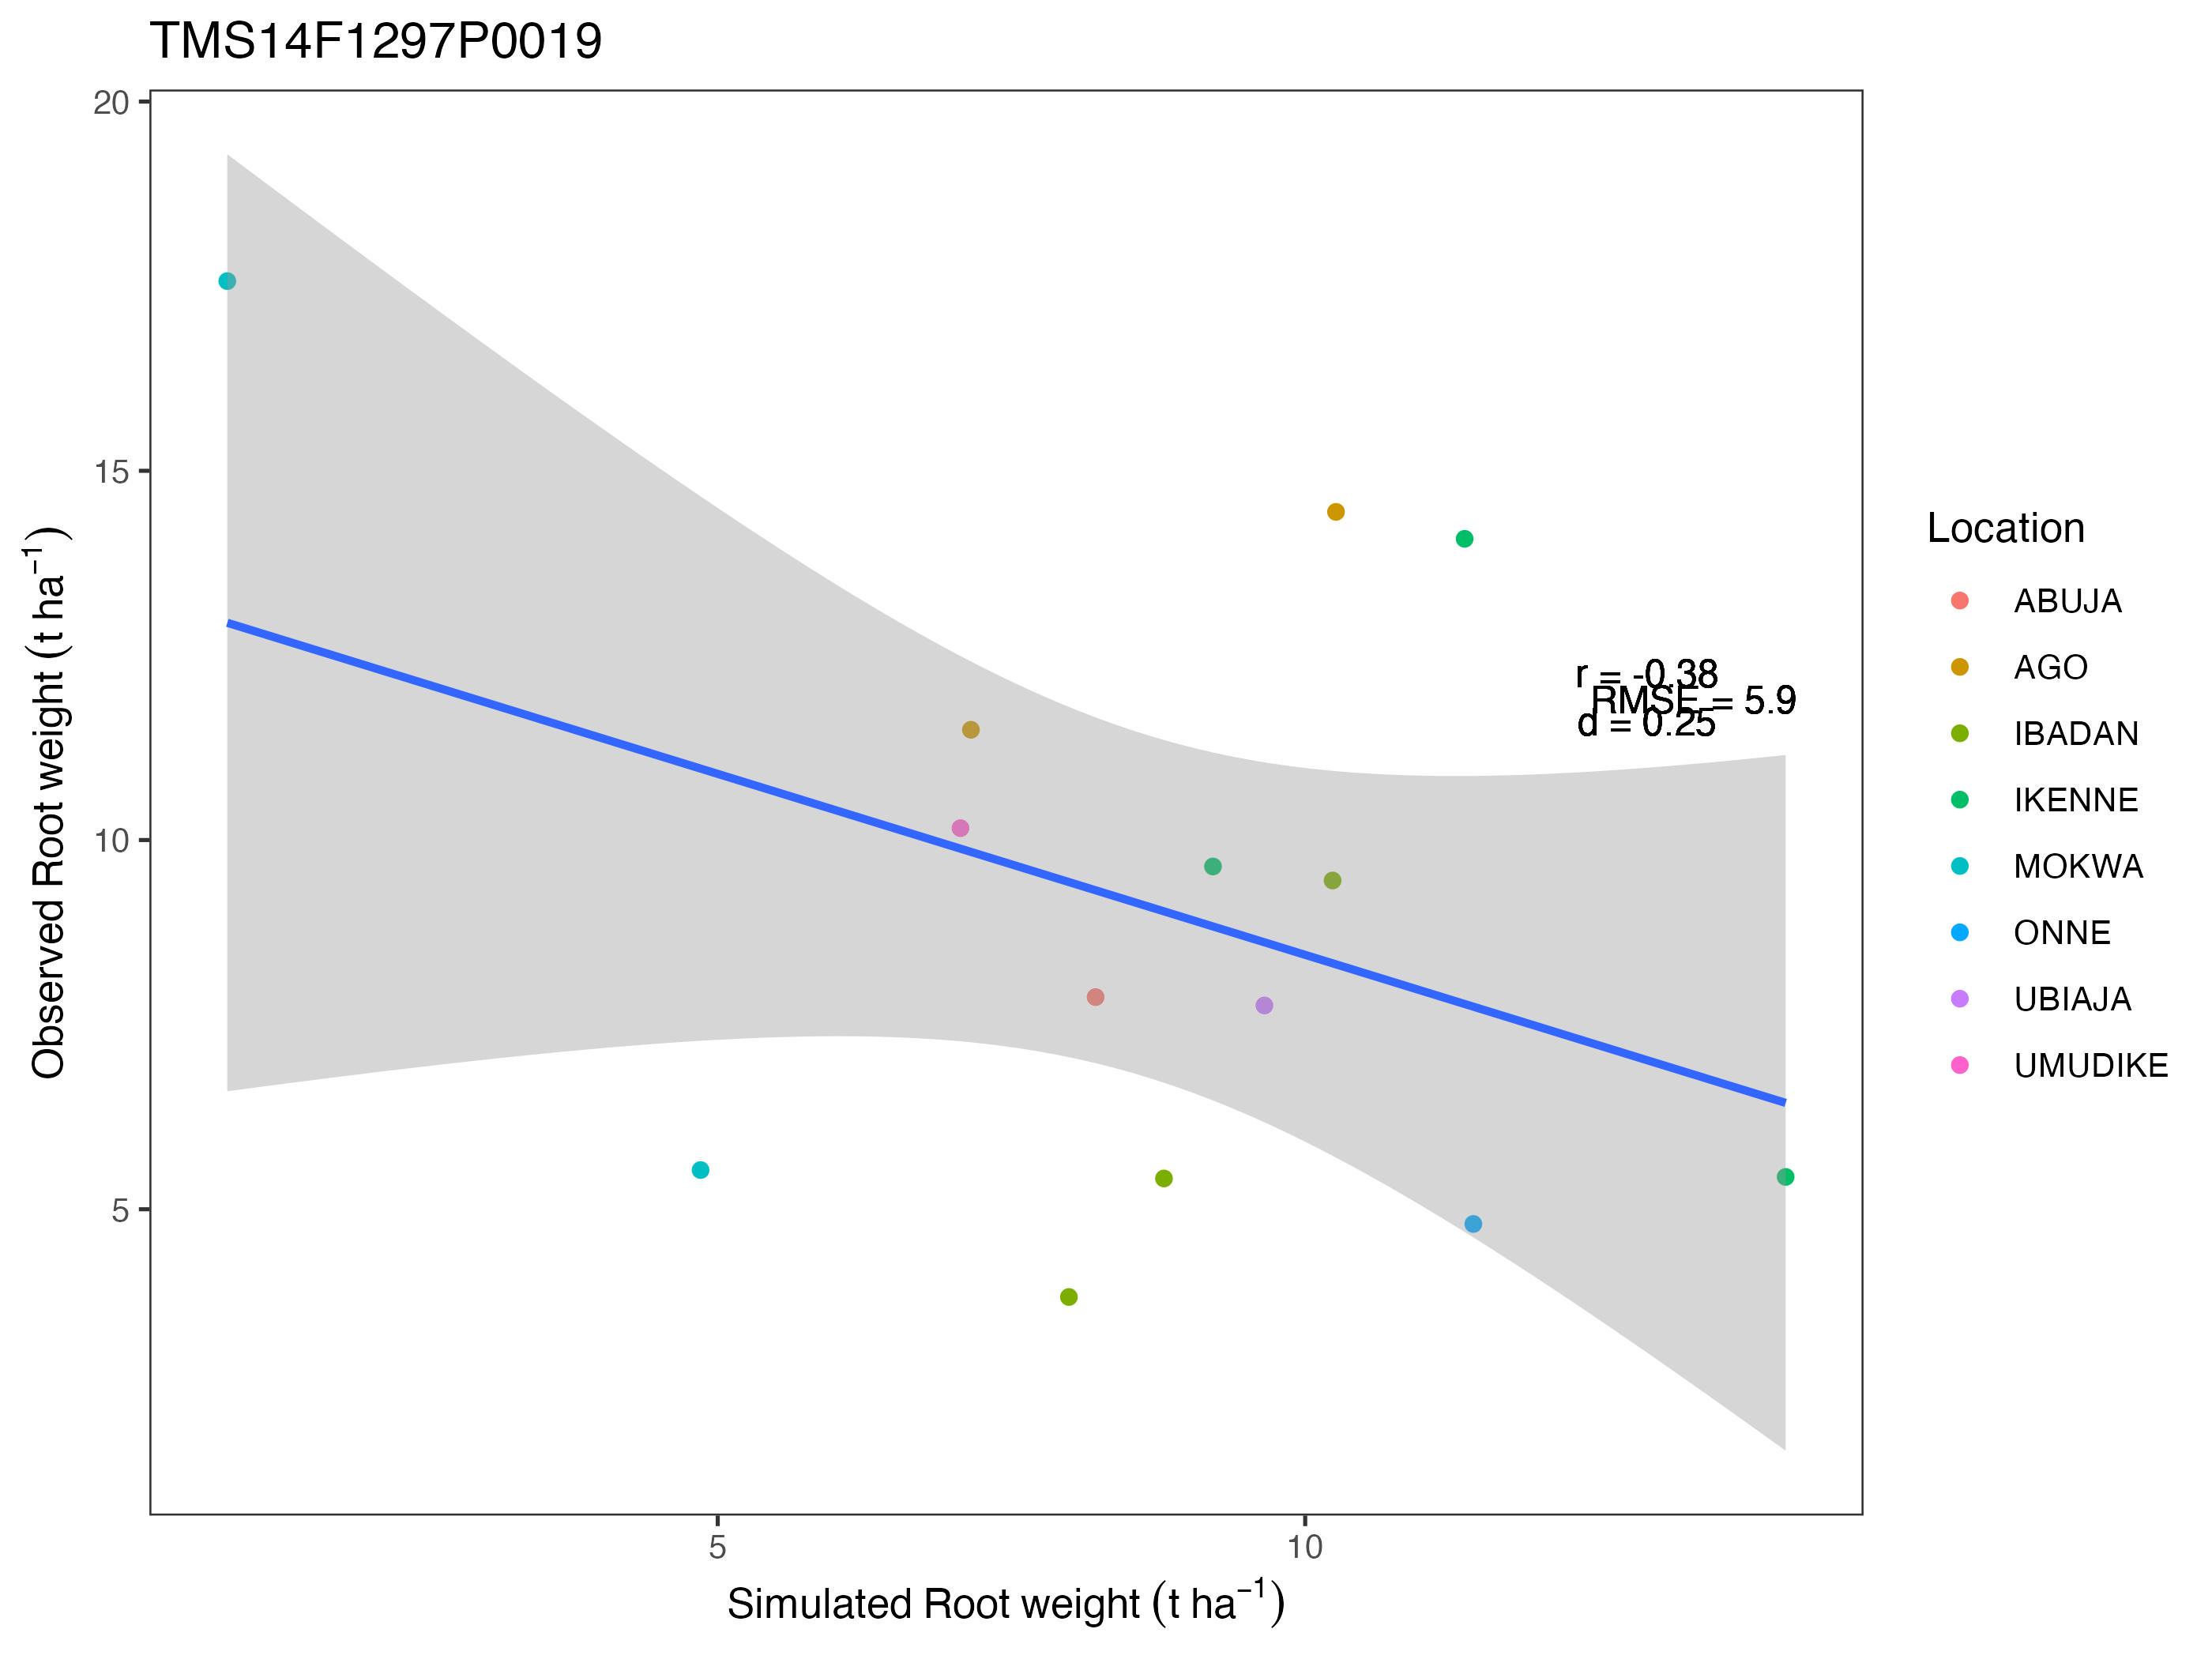 TMS14F1297P0019
20
15
10
5
Observed Root weight (t ha⁻¹)
r = -0.38
RMSE = 5.9
d = 0.25
5
10
Simulated Root weight (t ha⁻¹)
Location
ABUJA
AGO
IBADAN
IKENNE
MOKWA
ONNE
UBIAJA
UMUDIKE